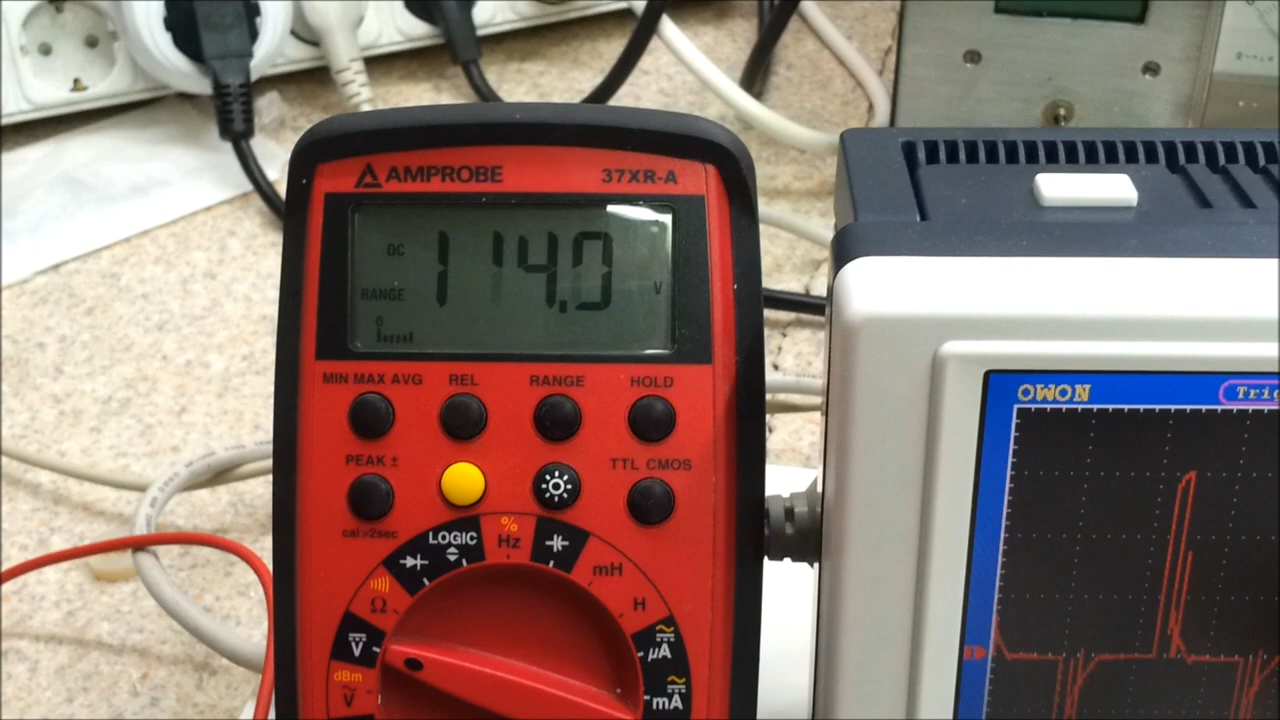 AMPROBE 37XR-A
DC 114.0 V
RANGE
0
MIN MAX AVG REL RANGE HOLD
PEAK ± TTL CMOS
cal>2sec
LOGIC % Hz
mH
Ω H
V μA
dBm
V mA
OWON Trig